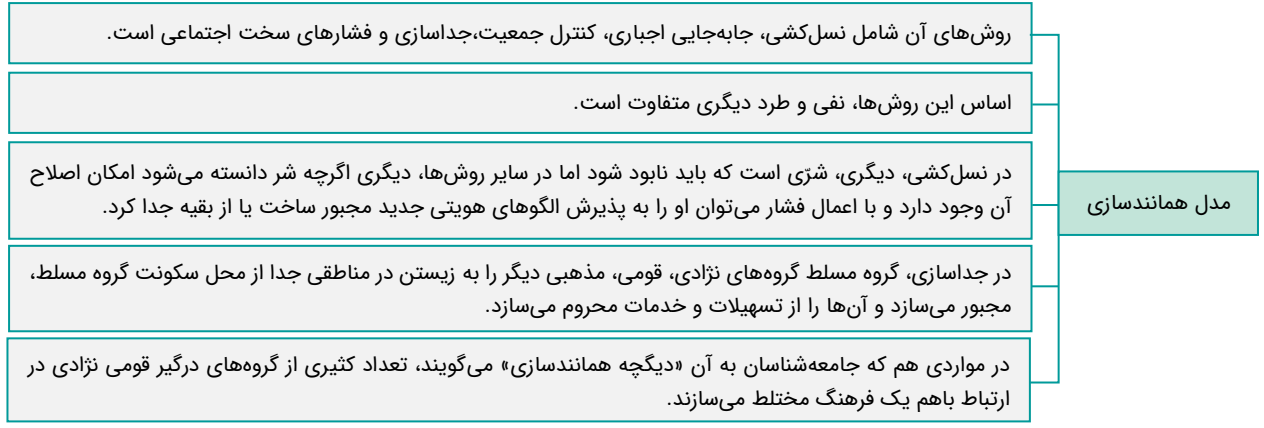 مدل همانندسازی
روش‌های آن شامل نسل‌کشی، جابه‌جایی اجباری، کنترل جمعیت،جداسازی و فشارهای سخت اجتماعی است.
اساس این روش‌ها، نفی و طرد دیگری متفاوت است.
در نسل‌کشی، دیگری، شرّی است که باید نابود شود اما در سایر روش‌ها، دیگری اگرچه شر دانسته می‌شود امکان اصلاح
آن وجود دارد و با اعمال فشار می‌توان او را به پذیرش الگوهای هویتی جدید مجبور ساخت یا از بقیه جدا کرد.
در جداسازی، گروه مسلط گروه‌های نژادی، قومی، مذهبی دیگر را به زیستن در مناطقی جدا از محل سکونت گروه مسلط،
مجبور می‌سازد و آن‌ها را از تسهیلات و خدمات محروم می‌سازد.
در مواردی هم که جامعه‌شناسان به آن «دیگچه همانندسازی» می‌گویند، تعداد کثیری از گروه‌های درگیر قومی نژادی در
ارتباط باهم یک فرهنگ مختلط می‌سازند.